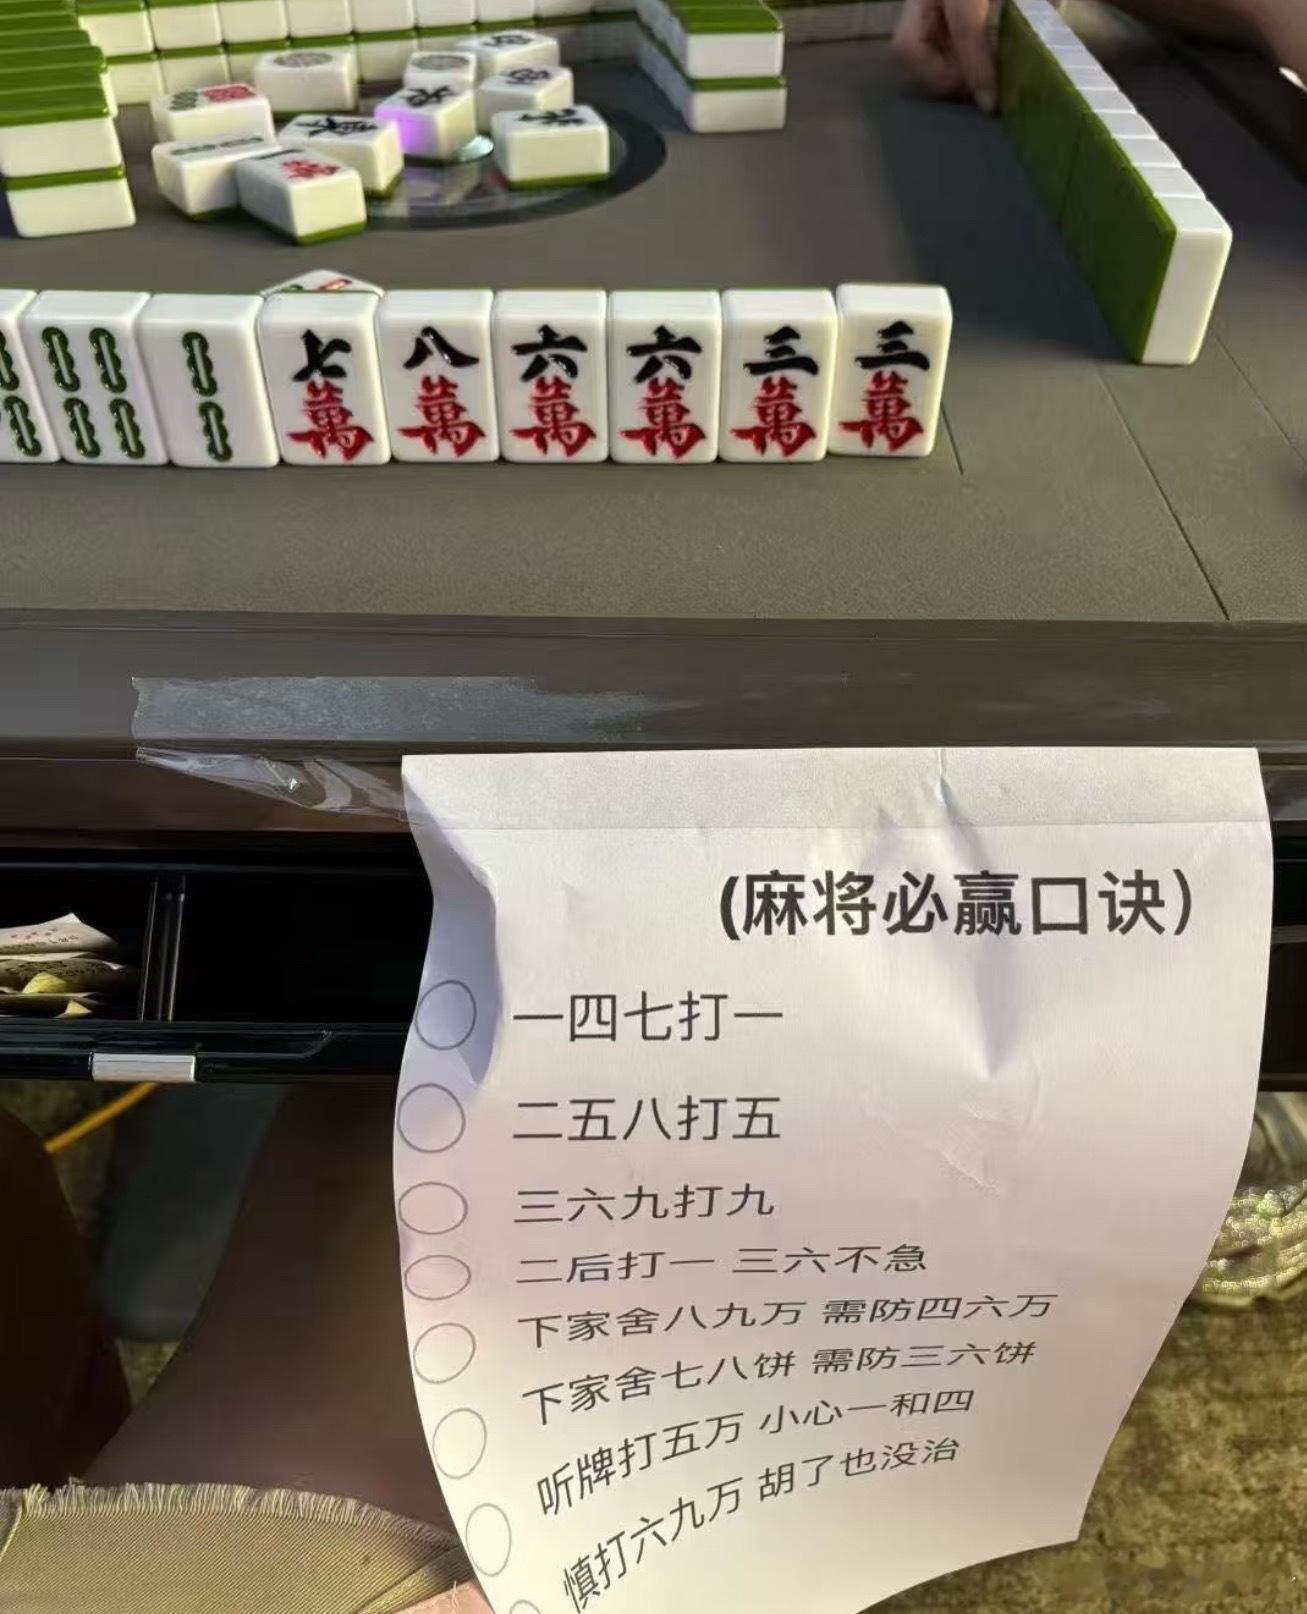 七 八 六 六 三 三
萬 萬 萬 萬 萬 萬
(麻将必赢口诀）
一四七打一
二五八打五
三六九打九
二后打一 三六不急
下家舍八九万 需防四六万
下家舍七八饼 需防三六饼
听牌打五万 小心一和四
慎打六九万 胡了也没治